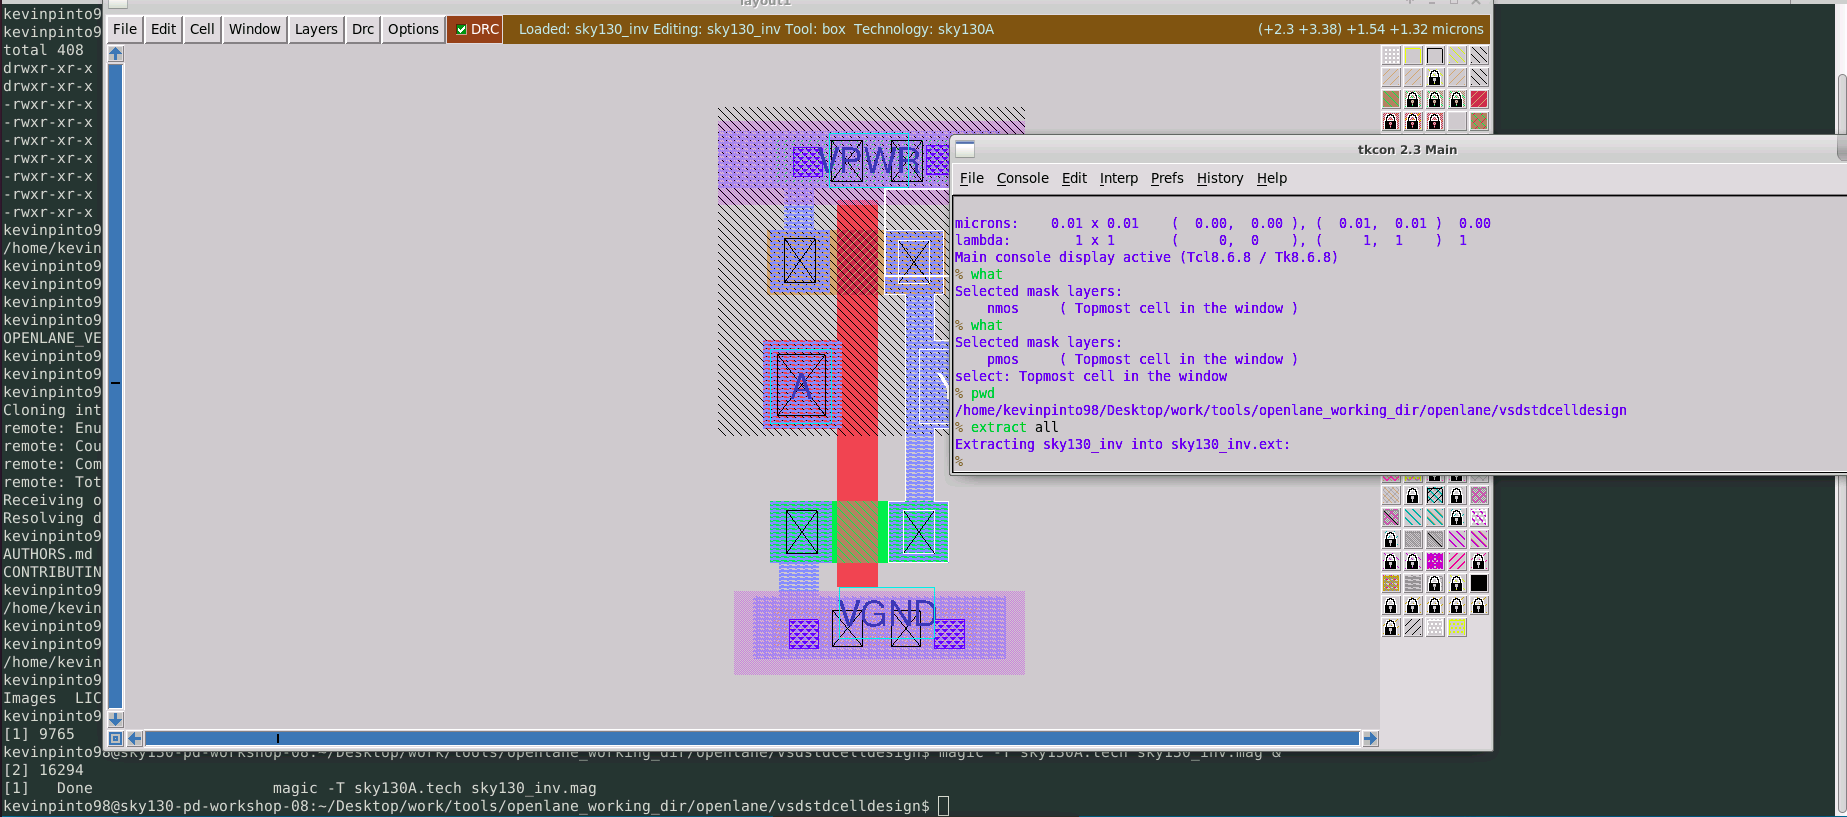 layout1
File Edit Cell Window Layers Drc Options DRC Loaded: sky130_inv Editing: sky130_inv Tool: box Technology: sky130A (+2.3 +3.38) +1.54 +1.32 microns
kevinpinto9
kevinpinto9
total 408
drwxr-xr-x
drwxr-xr-x
-rwxr-xr-x
-rwxr-xr-x
-rwxr-xr-x
-rwxr-xr-x
-rwxr-xr-x
-rwxr-xr-x
-rwxr-xr-x
kevinpinto9
/home/kevin
kevinpinto9
kevinpinto9
kevinpinto9
kevinpinto9
OPENLANE_VE
kevinpinto9
kevinpinto9
kevinpinto9
Cloning int
remote: Enu
remote: Cou
remote: Com
remote: Tot
Receiving o
Resolving d
kevinpinto9
AUTHORS.md
CONTRIBUTIN
kevinpinto9
/home/kevin
kevinpinto9
kevinpinto9
/home/kevin
kevinpinto9
Images LIC
kevinpinto9
[1] 9765
kevinpinto98@sky130-pd-workshop-08:~/Desktop/work/tools/openlane_working_dir/openlane/vsdstdcelldesign$ magic -T sky130A.tech sky130_inv.mag &
[2] 16294
[1] Done magic -T sky130A.tech sky130_inv.mag
kevinpinto98@sky130-pd-workshop-08:~/Desktop/work/tools/openlane_working_dir/openlane/vsdstdcelldesign$
VPWR
A
VGND
tkcon 2.3 Main
File Console Edit Interp Prefs History Help
microns: 0.01 x 0.01 ( 0.00, 0.00 ), ( 0.01, 0.01 ) 0.00
lambda: 1 x 1 ( 0, 0 ), ( 1, 1 ) 1
Main console display active (Tcl8.6.8 / Tk8.6.8)
% what
Selected mask layers:
nmos ( Topmost cell in the window )
% what
Selected mask layers:
pmos ( Topmost cell in the window )
select: Topmost cell in the window
% pwd
/home/kevinpinto98/Desktop/work/tools/openlane_working_dir/openlane/vsdstdcelldesign
% extract all
Extracting sky130_inv into sky130_inv.ext:
%